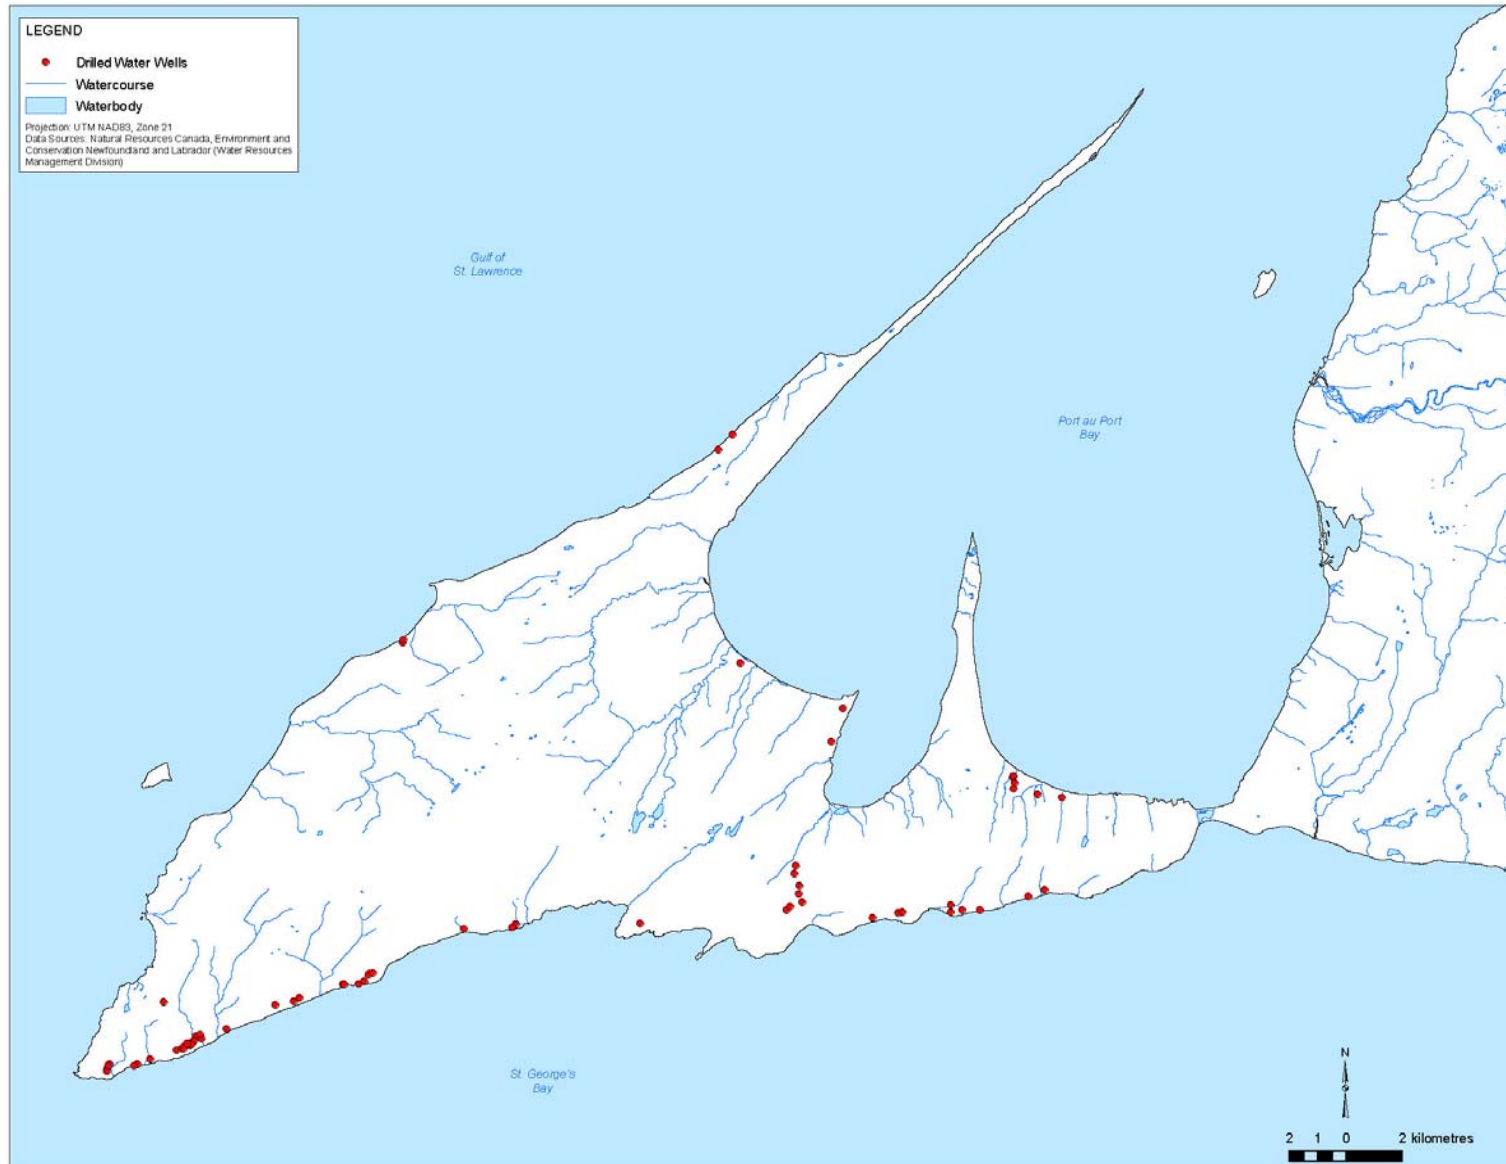 LEGEND
Drilled Water Wells
Watercourse
Waterbody
Projection: UTM NAD83, Zone 21
Data Sources: Natural Resources Canada, Environment and
Conservation Newfoundland and Labrador (Water Resources
Management Division)
Gulf of
St. Lawrence
Port au Port
Bay
St. George's
Bay
N
2 1 0 2 kilometres